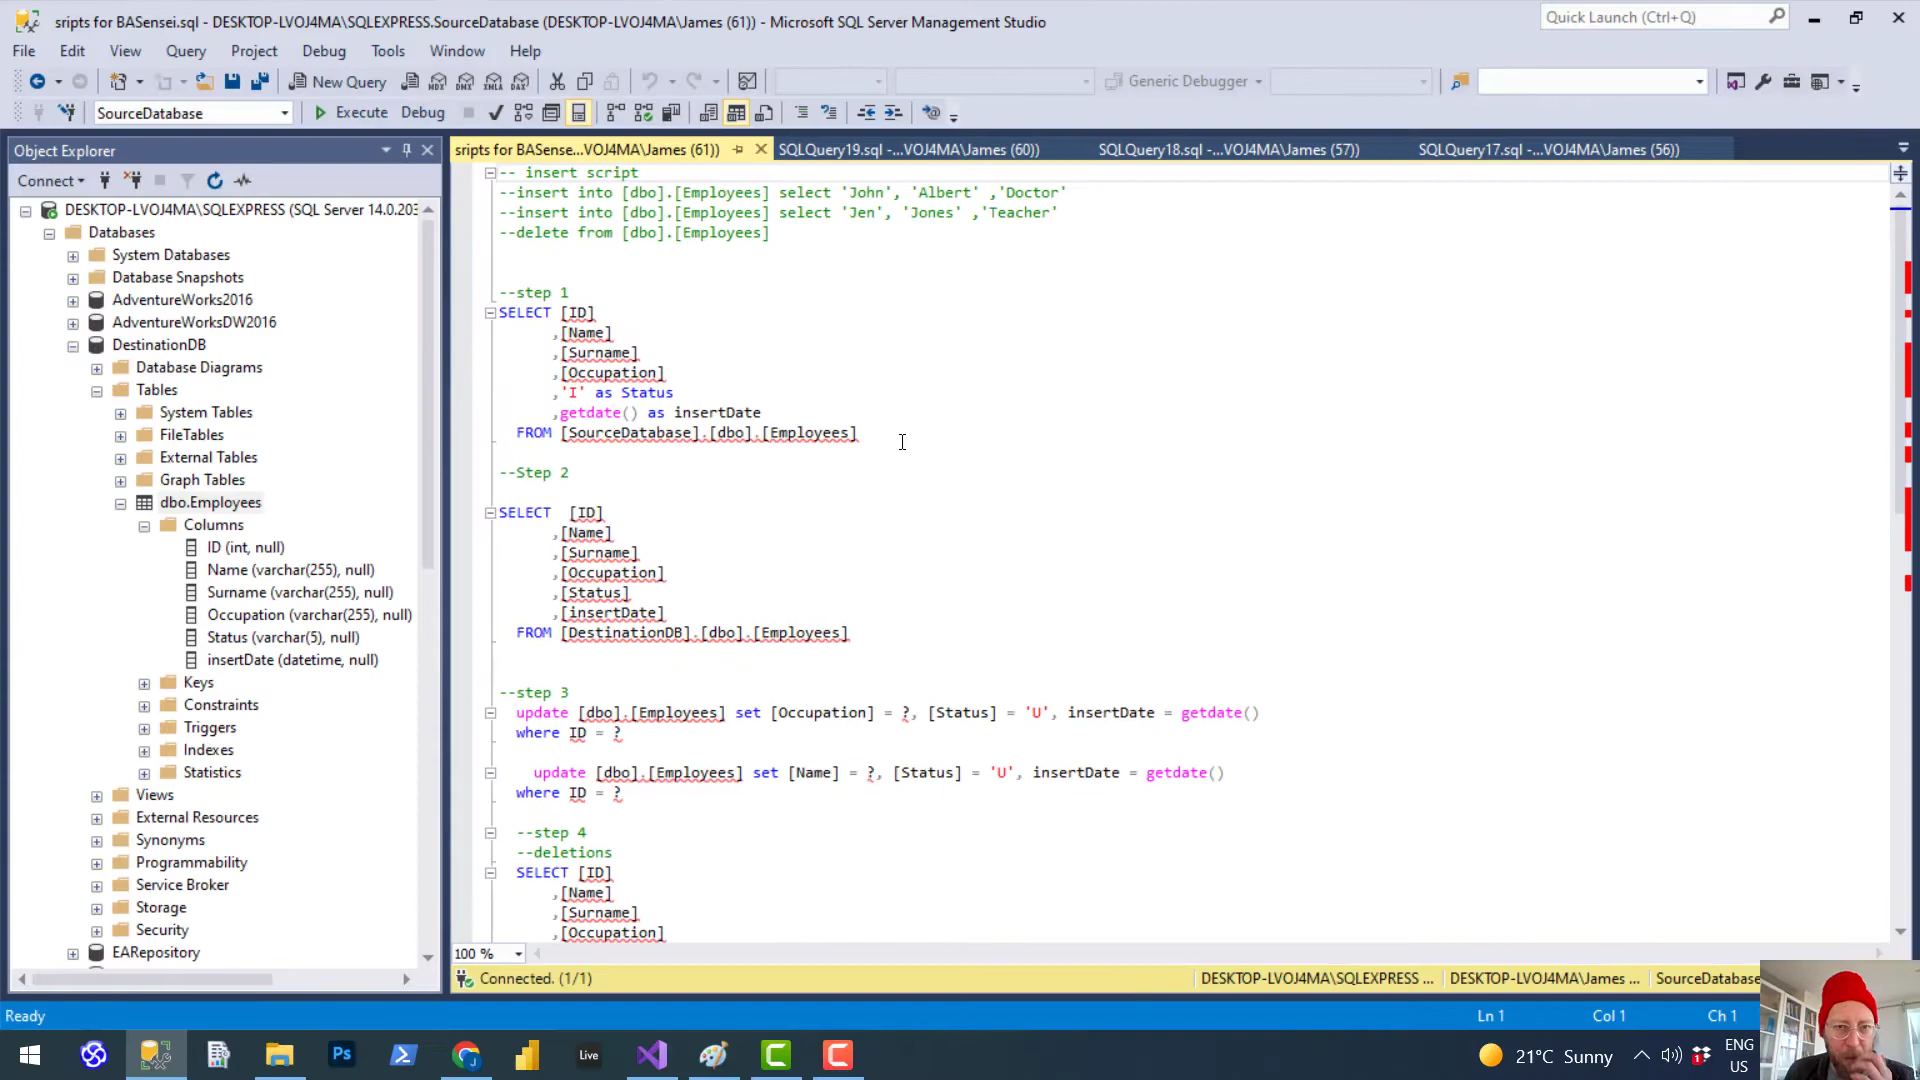 sripts for BASensei.sql - DESKTOP-LVOJ4MA\SQLEXPRESS.SourceDatabase (DESKTOP-LVOJ4MA\James (61)) - Microsoft SQL Server Management Studio
Quick Launch (Ctrl+Q)
File Edit View Query Project Debug Tools Window Help
New Query
MDX DMX XMLA DAX
Generic Debugger
SourceDatabase
Execute Debug
Object Explorer
sripts for BASense...VOJ4MA\James (61))
SQLQuery19.sql -...VOJ4MA\James (60))
SQLQuery18.sql -...VOJ4MA\James (57))
SQLQuery17.sql -...VOJ4MA\James (56))
Connect
DESKTOP-LVOJ4MA\SQLEXPRESS (SQL Server 14.0.203
Databases
System Databases
Database Snapshots
AdventureWorks2016
AdventureWorksDW2016
DestinationDB
Database Diagrams
Tables
System Tables
FileTables
External Tables
Graph Tables
dbo.Employees
Columns
ID (int, null)
Name (varchar(255), null)
Surname (varchar(255), null)
Occupation (varchar(255), null)
Status (varchar(5), null)
insertDate (datetime, null)
Keys
Constraints
Triggers
Indexes
Statistics
Views
External Resources
Synonyms
Programmability
Service Broker
Storage
Security
EARepository
-- insert script
--insert into [dbo].[Employees] select 'John', 'Albert' ,'Doctor'
--insert into [dbo].[Employees] select 'Jen', 'Jones' ,'Teacher'
--delete from [dbo].[Employees]
--step 1
SELECT [ID]
,[Name]
,[Surname]
,[Occupation]
,'I' as Status
,getdate() as insertDate
FROM [SourceDatabase].[dbo].[Employees]
--Step 2
SELECT [ID]
,[Name]
,[Surname]
,[Occupation]
,[Status]
,[insertDate]
FROM [DestinationDB].[dbo].[Employees]
--step 3
update [dbo].[Employees] set [Occupation] = ?, [Status] = 'U', insertDate = getdate()
where ID = ?
update [dbo].[Employees] set [Name] = ?, [Status] = 'U', insertDate = getdate()
where ID = ?
--step 4
--deletions
SELECT [ID]
,[Name]
,[Surname]
,[Occupation]
100 %
Connected. (1/1)
DESKTOP-LVOJ4MA\SQLEXPRESS ...
DESKTOP-LVOJ4MA\James ...
SourceDatabase
Ready
Ln 1
Col 1
Ch 1
Ps
Live
21°C Sunny
1
ENG
US